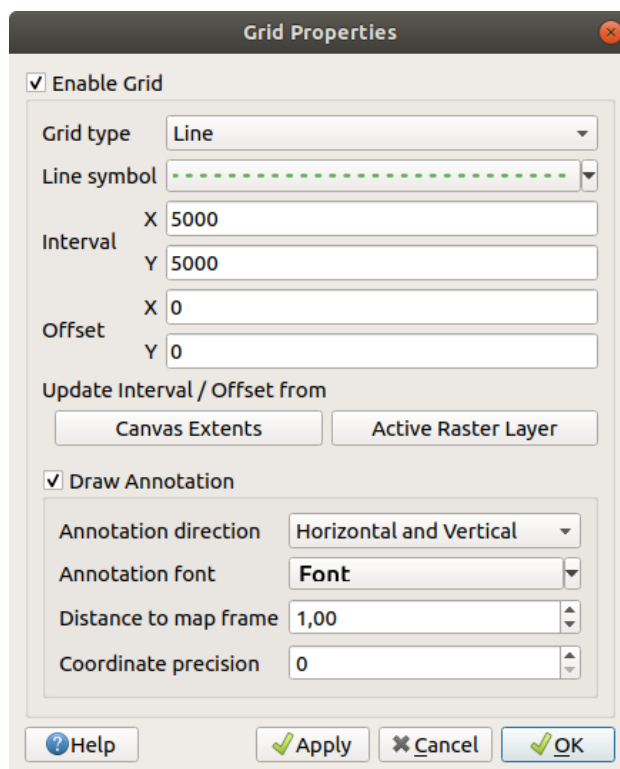 Grid Properties
Enable Grid
Grid type Line
Line symbol
Interval
X 5000
Y 5000
Offset
X 0
Y 0
Update Interval / Offset from
Canvas Extents Active Raster Layer
Draw Annotation
Annotation direction Horizontal and Vertical
Annotation font Font
Distance to map frame 1,00
Coordinate precision 0
Help Apply Cancel OK